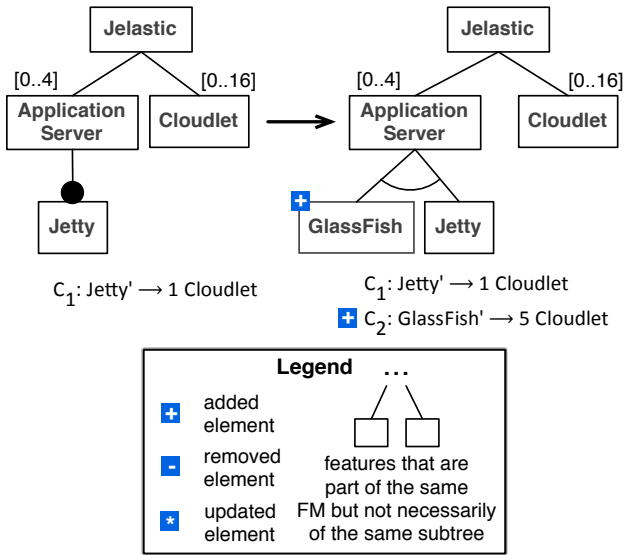 Jelastic
[0..4]
[0..16]
Application
Server
Cloudlet
Jetty
C1: Jetty' → 1 Cloudlet
Jelastic
[0..4]
[0..16]
Application
Server
Cloudlet
+
GlassFish
Jetty
C1: Jetty' → 1 Cloudlet
+ C2: GlassFish' → 5 Cloudlet
Legend
+ added
element
- removed
element
* updated
element
...
features that are
part of the same
FM but not necessarily
of the same subtree